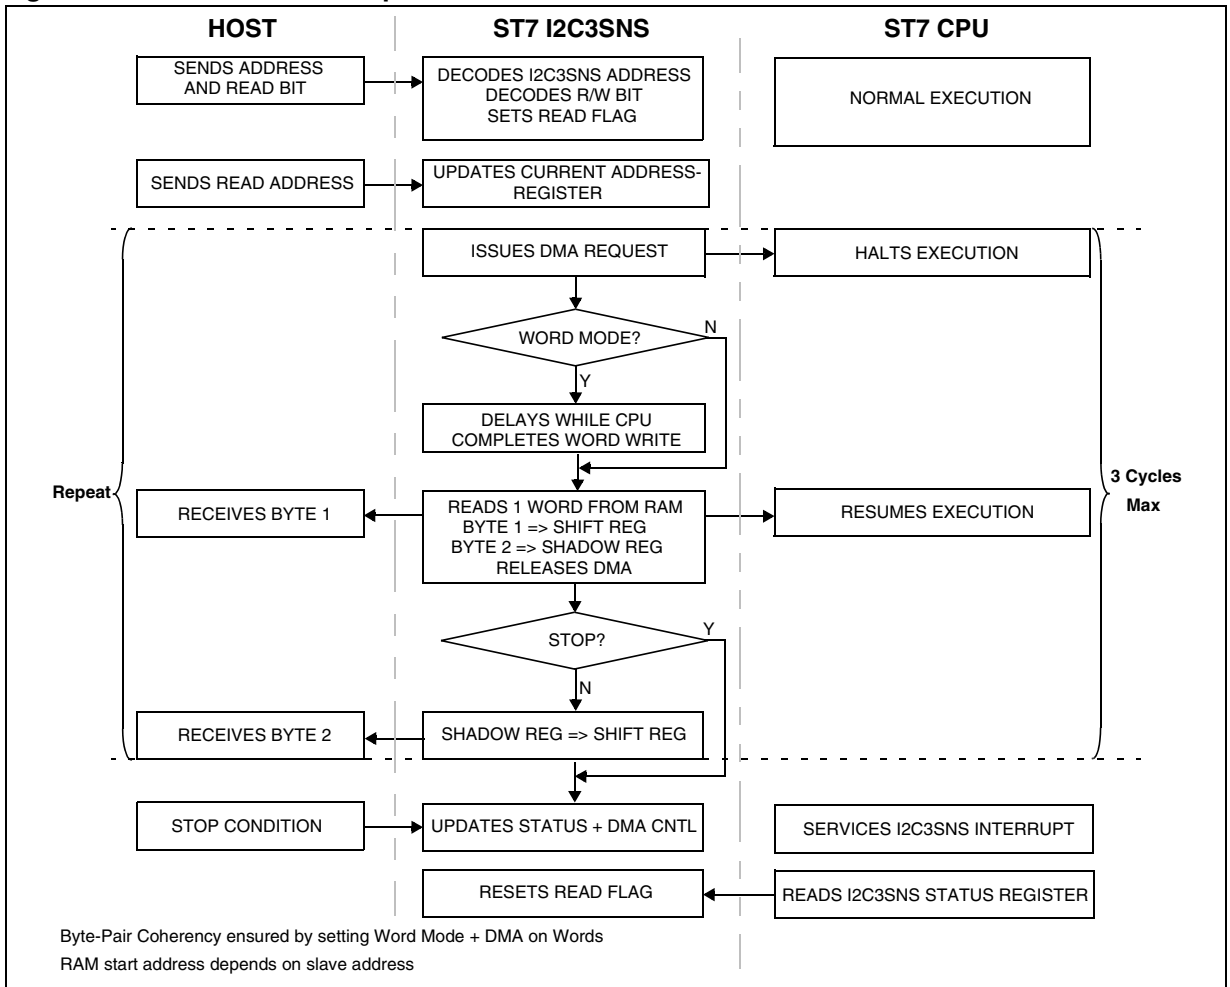 HOST
ST7 I2C3SNS
ST7 CPU
SENDS ADDRESS
AND READ BIT
DECODES I2C3SNS ADDRESS
DECODES R/W BIT
SETS READ FLAG
NORMAL EXECUTION
SENDS READ ADDRESS
UPDATES CURRENT ADDRESS-
REGISTER
ISSUES DMA REQUEST
HALTS EXECUTION
WORD MODE?
N
Y
DELAYS WHILE CPU
COMPLETES WORD WRITE
Repeat
3 Cycles
Max
RECEIVES BYTE 1
READS 1 WORD FROM RAM
BYTE 1 => SHIFT REG
BYTE 2 => SHADOW REG
RELEASES DMA
RESUMES EXECUTION
STOP?
Y
N
RECEIVES BYTE 2
SHADOW REG => SHIFT REG
STOP CONDITION
UPDATES STATUS + DMA CNTL
SERVICES I2C3SNS INTERRUPT
RESETS READ FLAG
READS I2C3SNS STATUS REGISTER
Byte-Pair Coherency ensured by setting Word Mode + DMA on Words
RAM start address depends on slave address